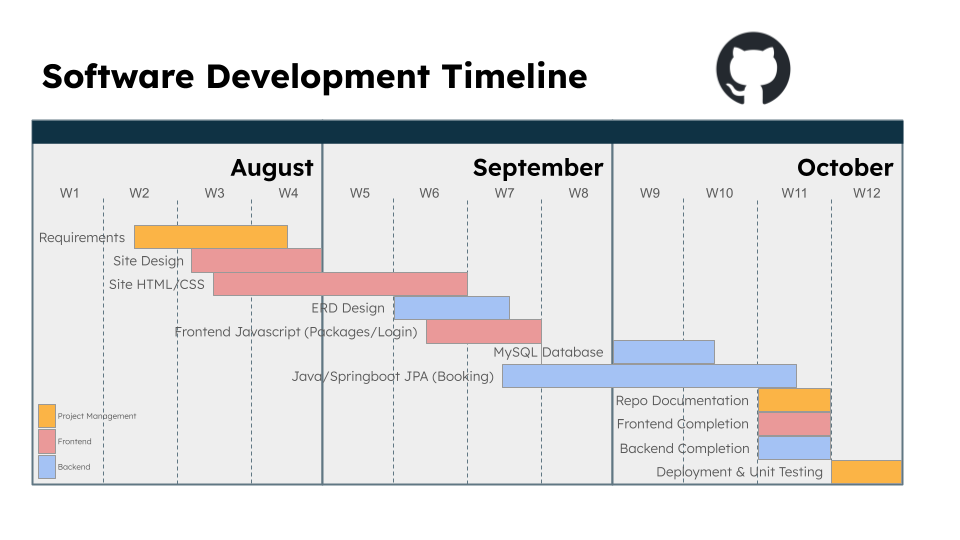 Software Development Timeline
August September October
W1 W2 W3 W4 W5 W6 W7 W8 W9 W10 W11 W12
Requirements
Site Design
Site HTML/CSS
ERD Design
Frontend Javascript (Packages/Login)
MySQL Database
Java/Springboot JPA (Booking)
Repo Documentation
Frontend Completion
Backend Completion
Deployment & Unit Testing
Project Management
Frontend
Backend